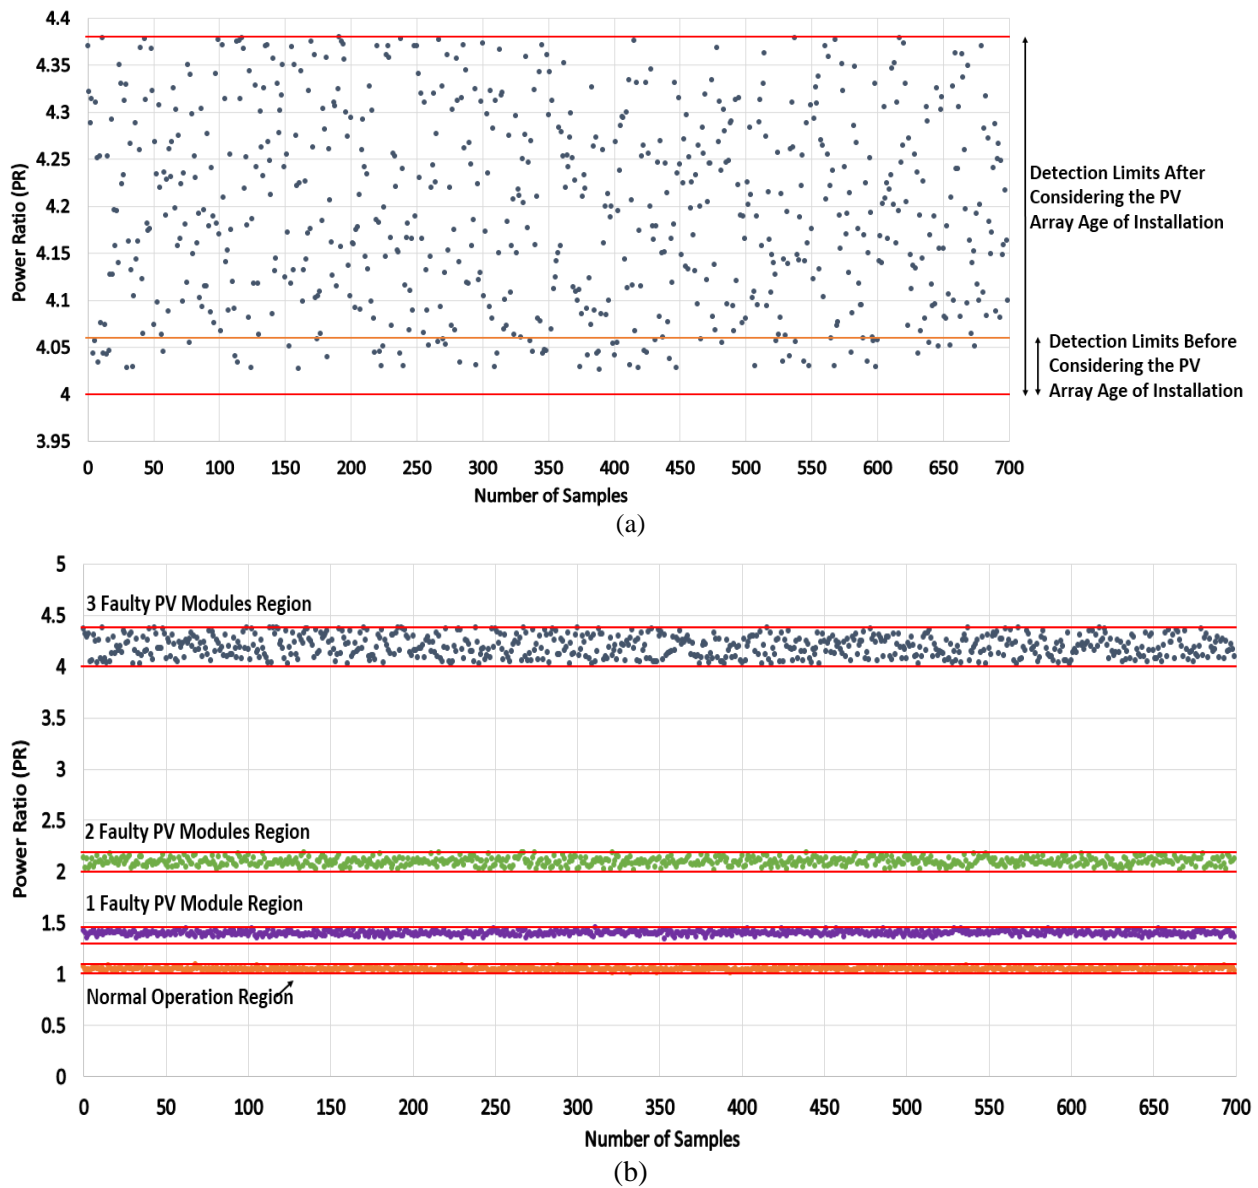 4.4
4.35
4.3
4.25
4.2
4.15
4.1
4.05
4
3.95
Power Ratio (PR)
0 50 100 150 200 250 300 350 400 450 500 550 600 650 700
Number of Samples
Detection Limits After
Considering the PV
Array Age of Installation
Detection Limits Before
Considering the PV
Array Age of Installation
(a)
5
4.5
4
3.5
3
2.5
2
1.5
1
0.5
0
Power Ratio (PR)
3 Faulty PV Modules Region
2 Faulty PV Modules Region
1 Faulty PV Module Region
Normal Operation Region
0 50 100 150 200 250 300 350 400 450 500 550 600 650 700
Number of Samples
(b)